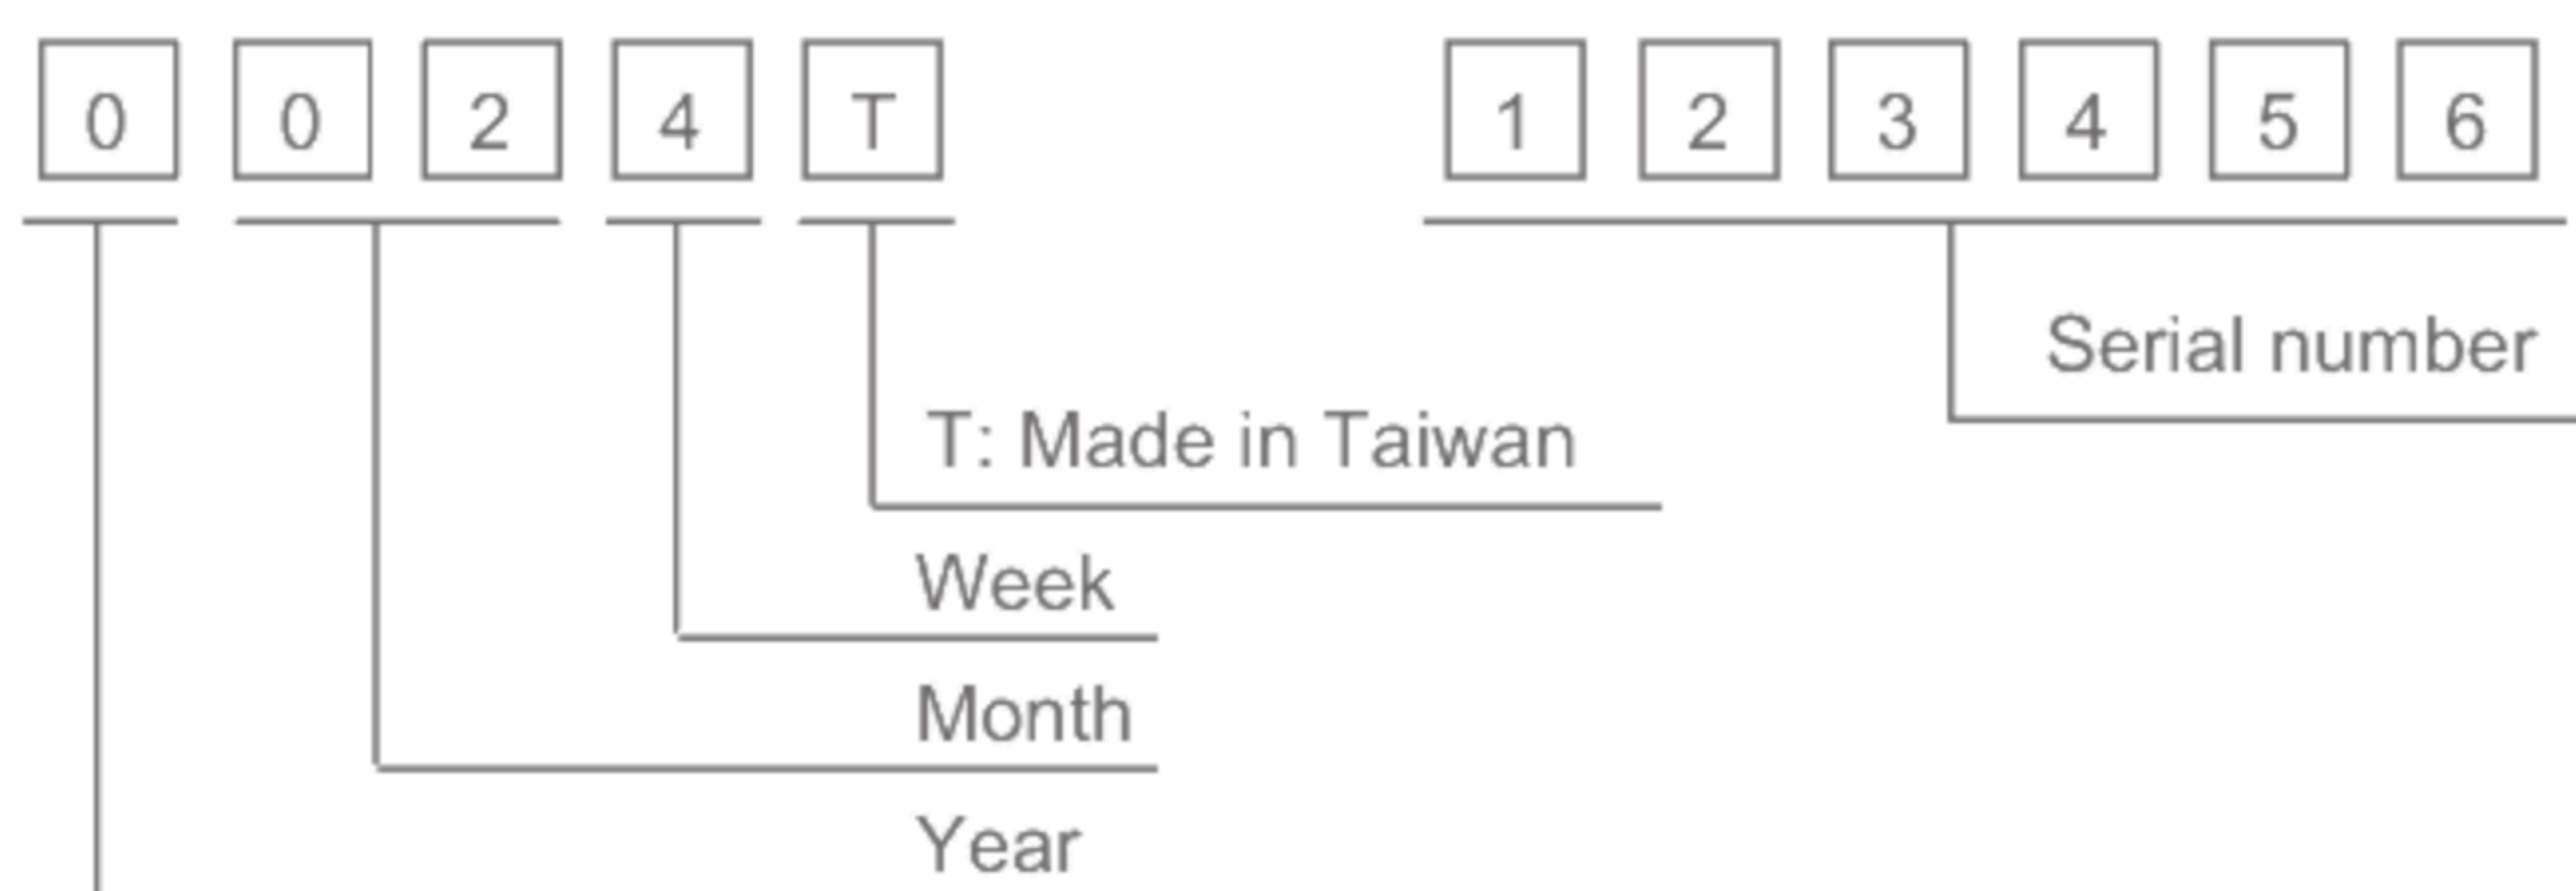 0 0 2 4 T 1 2 3 4 5 6
Serial number
T: Made in Taiwan
Week
Month
Year